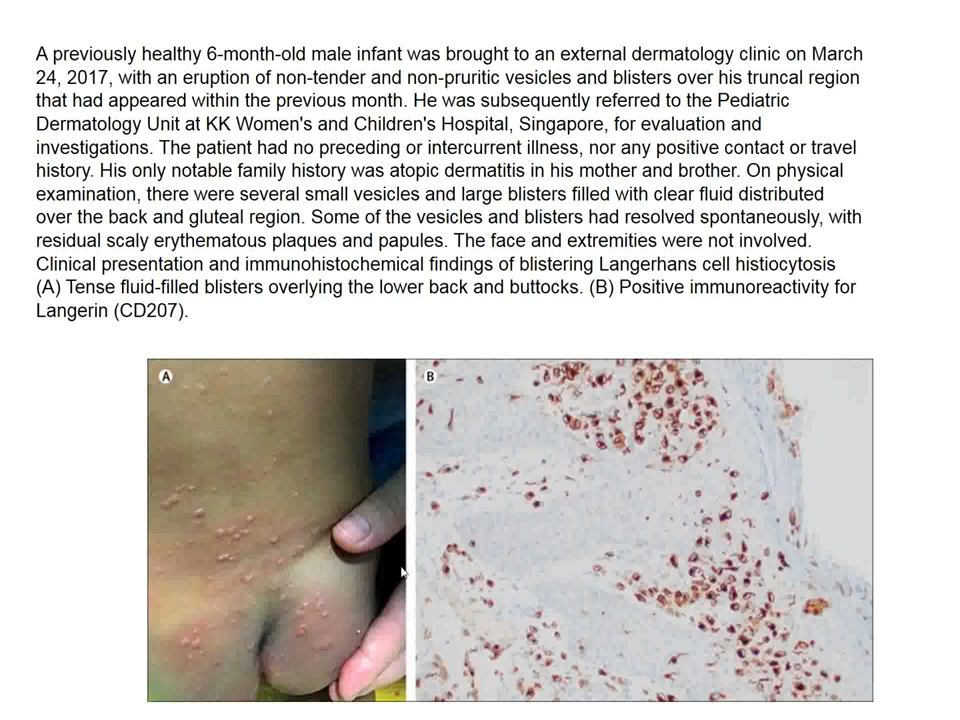 A previously healthy 6-month-old male infant was brought to an external dermatology clinic on March
24, 2017, with an eruption of non-tender and non-pruritic vesicles and blisters over his truncal region
that had appeared within the previous month. He was subsequently referred to the Pediatric
Dermatology Unit at KK Women's and Children's Hospital, Singapore, for evaluation and
investigations. The patient had no preceding or intercurrent illness, nor any positive contact or travel
history. His only notable family history was atopic dermatitis in his mother and brother. On physical
examination, there were several small vesicles and large blisters filled with clear fluid distributed
over the back and gluteal region. Some of the vesicles and blisters had resolved spontaneously, with
residual scaly erythematous plaques and papules. The face and extremities were not involved.
Clinical presentation and immunohistochemical findings of blistering Langerhans cell histiocytosis
(A) Tense fluid-filled blisters overlying the lower back and buttocks. (B) Positive immunoreactivity for
Langerin (CD207).
A
B